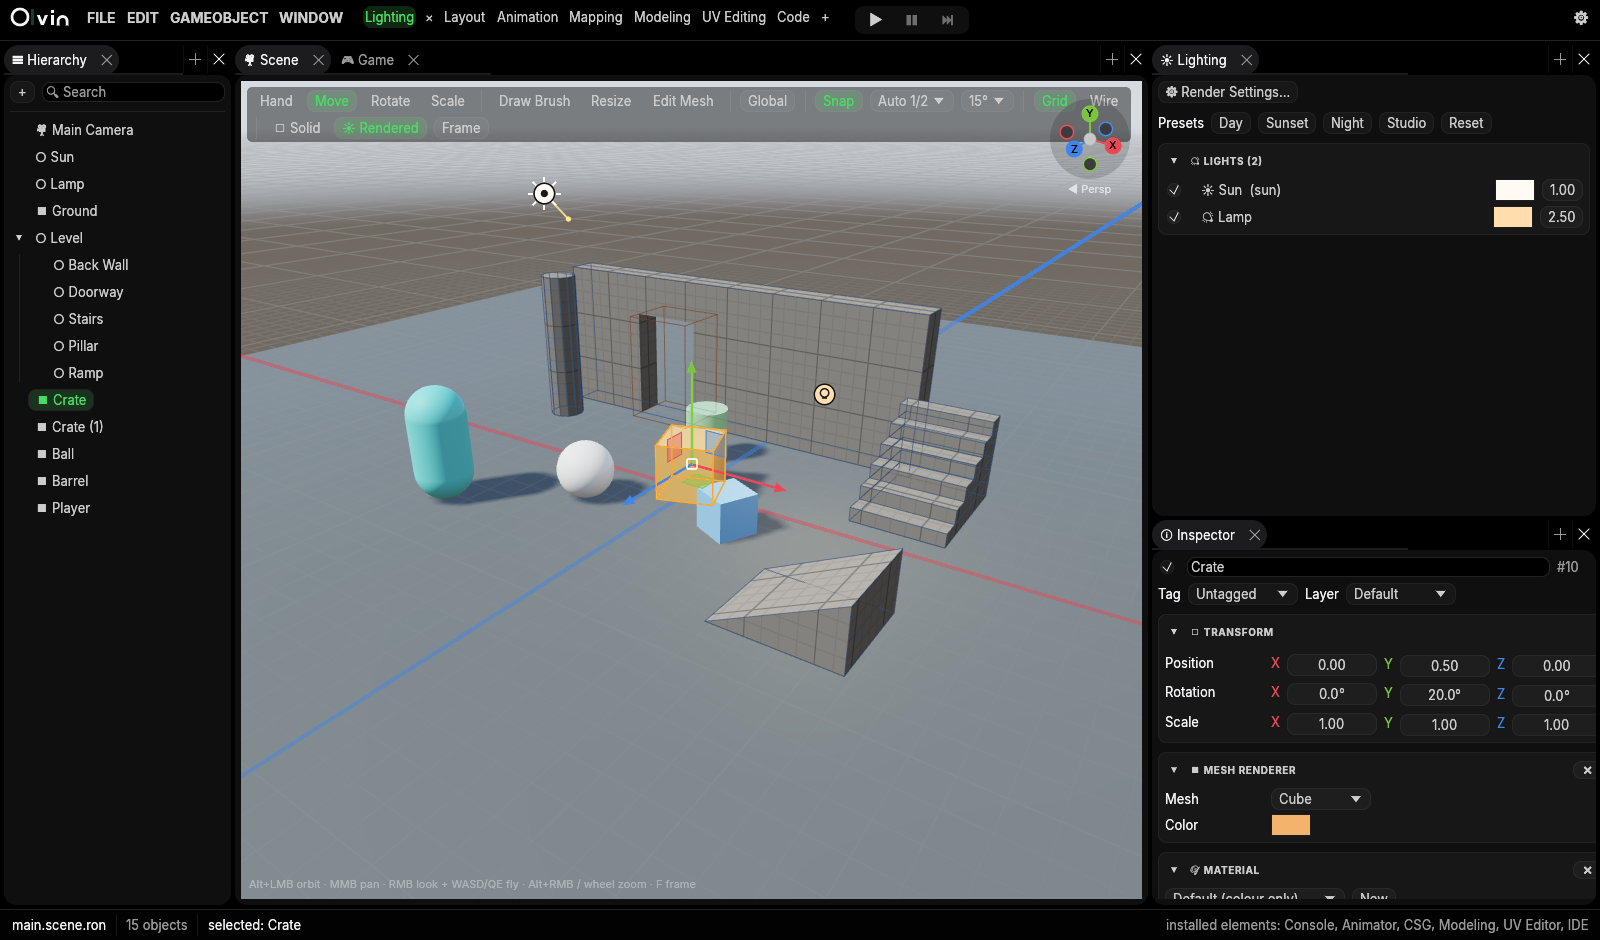 Olvin FILE EDIT GAMEOBJECT WINDOW Lighting × Layout Animation Mapping Modeling UV Editing Code +
Hierarchy
+ Search
Main Camera
Sun
Lamp
Ground
Level
Back Wall
Doorway
Stairs
Pillar
Ramp
Crate
Crate (1)
Ball
Barrel
Player
Scene Game
Hand Move Rotate Scale Draw Brush Resize Edit Mesh Global Snap Auto 1/2 15° Grid Wire
Solid Rendered Frame
Y
Z X
Persp
Alt+LMB orbit · MMB pan · RMB look + WASD/QE fly · Alt+RMB / wheel zoom · F frame
Lighting
Render Settings...
Presets Day Sunset Night Studio Reset
LIGHTS (2)
Sun (sun) 1.00
Lamp 2.50
Inspector
Crate #10
Tag Untagged Layer Default
TRANSFORM
Position X 0.00 Y 0.50 Z 0.00
Rotation X 0.0° Y 20.0° Z 0.0°
Scale X 1.00 Y 1.00 Z 1.00
MESH RENDERER
Mesh Cube
Color
MATERIAL
Default (colour only) New
main.scene.ron 15 objects selected: Crate installed elements: Console, Animator, CSG, Modeling, UV Editor, IDE